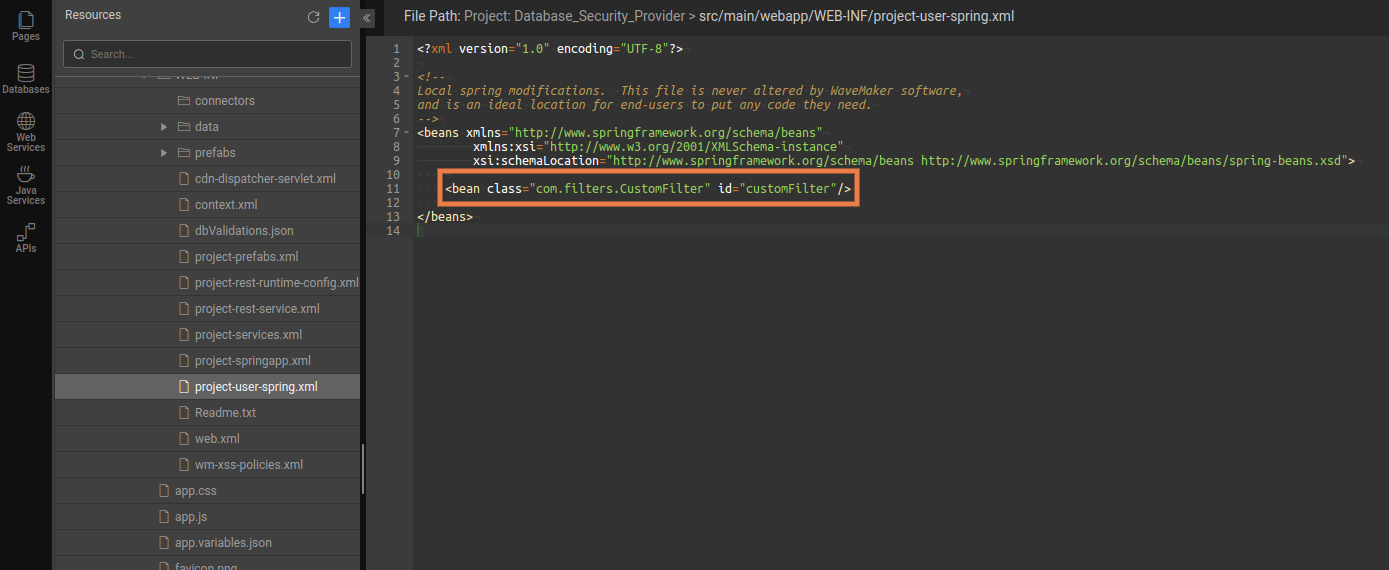 Pages
Databases
Web
Services
Java
Services
APIs
Resources
Search...
WEB-INF
connectors
data
prefabs
cdn-dispatcher-servlet.xml
context.xml
dbValidations.json
project-prefabs.xml
project-rest-runtime-config.xml
project-rest-service.xml
project-services.xml
project-springapp.xml
project-user-spring.xml
Readme.txt
web.xml
wm-xss-policies.xml
app.css
app.js
app.variables.json
favicon.png
File Path: Project: Database_Security_Provider > src/main/webapp/WEB-INF/project-user-spring.xml
1 <?xml version="1.0" encoding="UTF-8"?>
2
3 <!--
4 Local spring modifications.  This file is never altered by WaveMaker software,
5 and is an ideal location for end-users to put any code they need.
6 -->
7 <beans xmlns="http://www.springframework.org/schema/beans"
8 xmlns:xsi="http://www.w3.org/2001/XMLSchema-instance"
9 xsi:schemaLocation="http://www.springframework.org/schema/beans http://www.springframework.org/schema/beans/spring-beans.xsd">
10
11 <bean class="com.filters.CustomFilter" id="customFilter"/>
12
13 </beans>
14